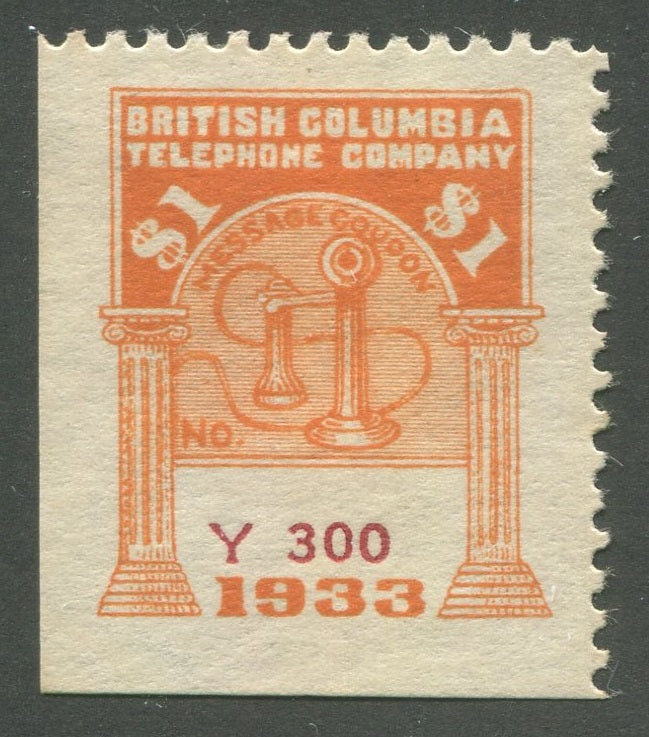 BRITISH COLUMBIA
TELEPHONE COMPANY
$1 $1
MESSAGE COUPON
NO.
Y 300
1933